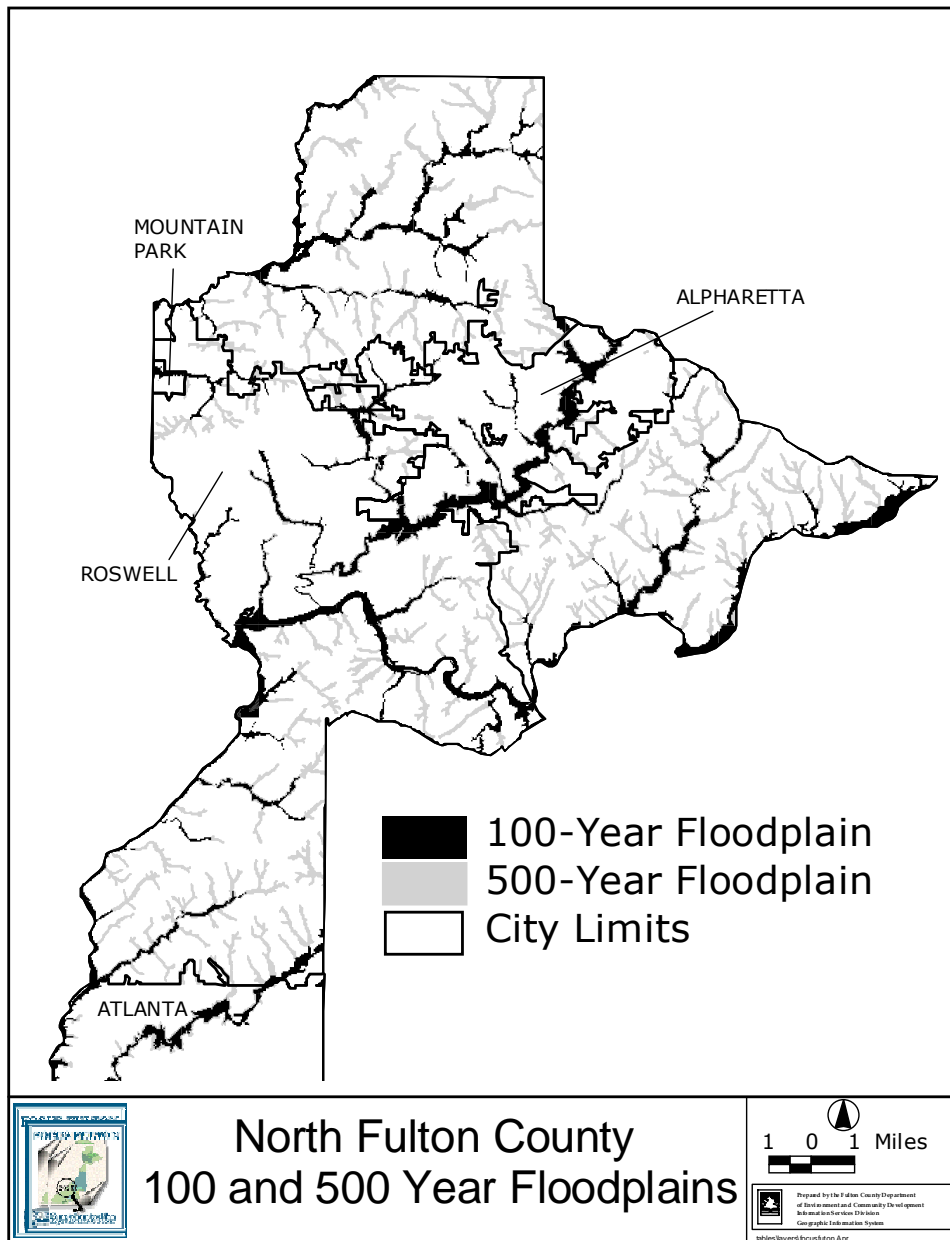 MOUNTAIN
PARK
ALPHARETTA
ROSWELL
100-Year Floodplain
500-Year Floodplain
City Limits
ATLANTA
North Fulton County
100 and 500 Year Floodplains
1 0 1 Miles
Prepared by the Fulton County Department
of Environment and Community Development
Information Services Division
Geographic Information System